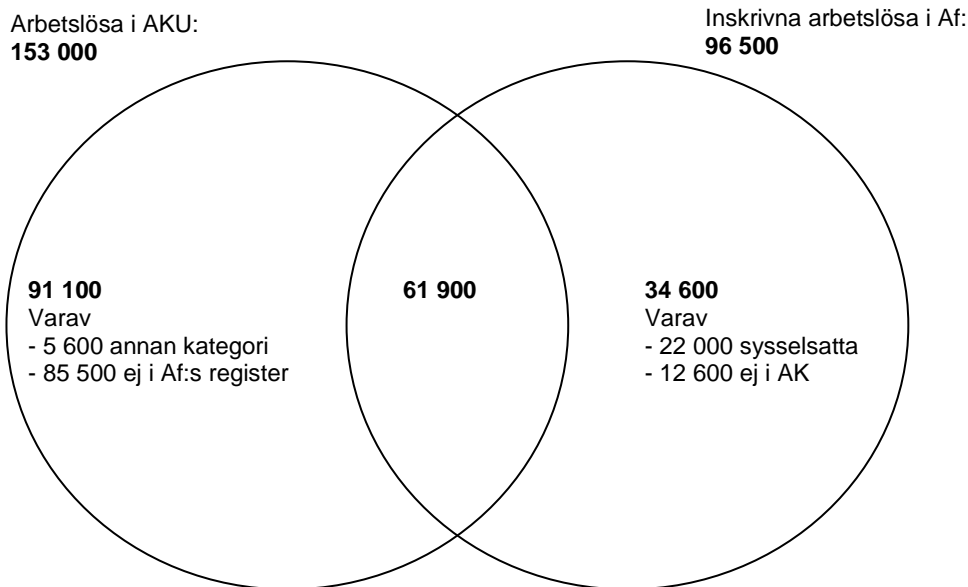 Arbetslösa i AKU:
153 000
Inskrivna arbetslösa i Af:
96 500
91 100
Varav
- 5 600 annan kategori
- 85 500 ej i Af:s register
61 900
34 600
Varav
- 22 000 sysselsatta
- 12 600 ej i AK